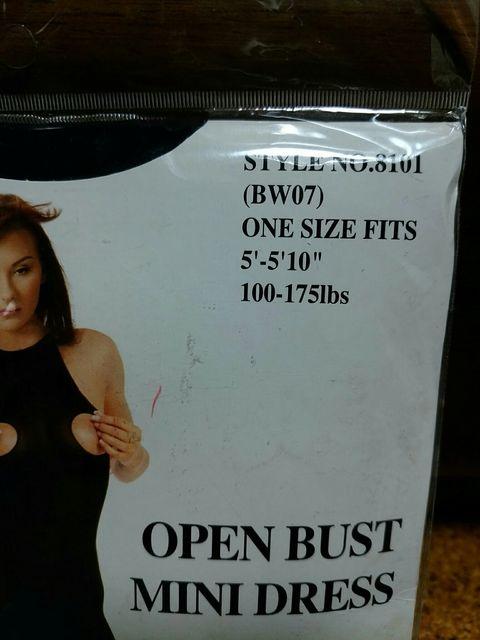 STYLE NO.8101
(BW07)
ONE SIZE FITS
5'-5'10"
100-175lbs
OPEN BUST
MINI DRESS